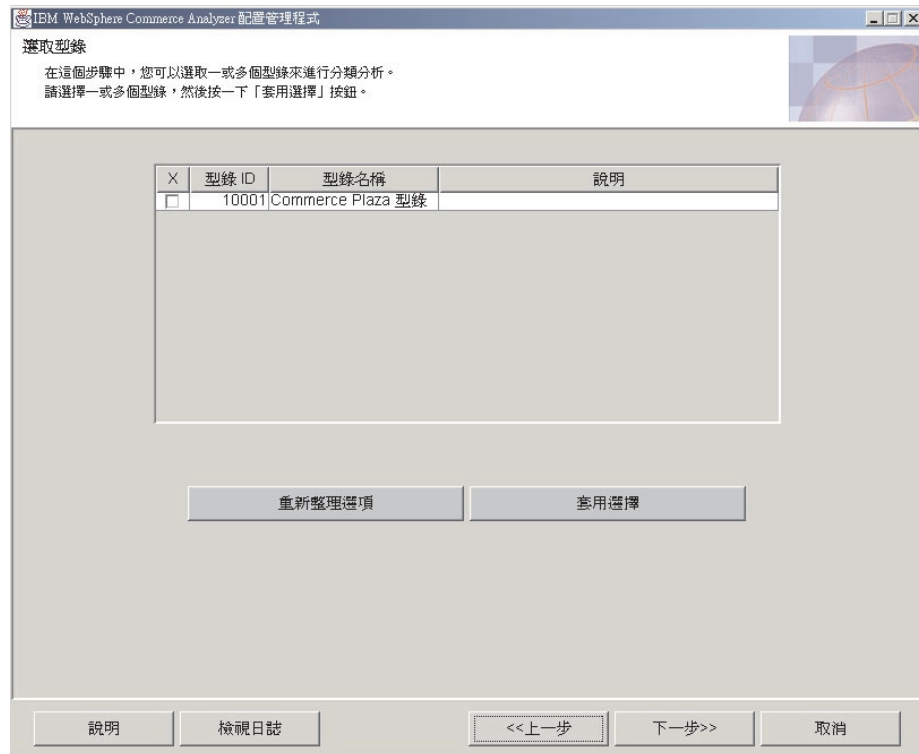 IBM WebSphere Commerce Analyzer 配置管理程式
選取型錄
在這個步驟中，您可以選取一或多個型錄來進行分類分析。
請選擇一或多個型錄，然後按一下「套用選擇」按鈕。
X 型錄 ID 型錄名稱 說明
10001 Commerce Plaza 型錄
重新整理選項 套用選擇
說明 檢視日誌 <<上一步 下一步>> 取消